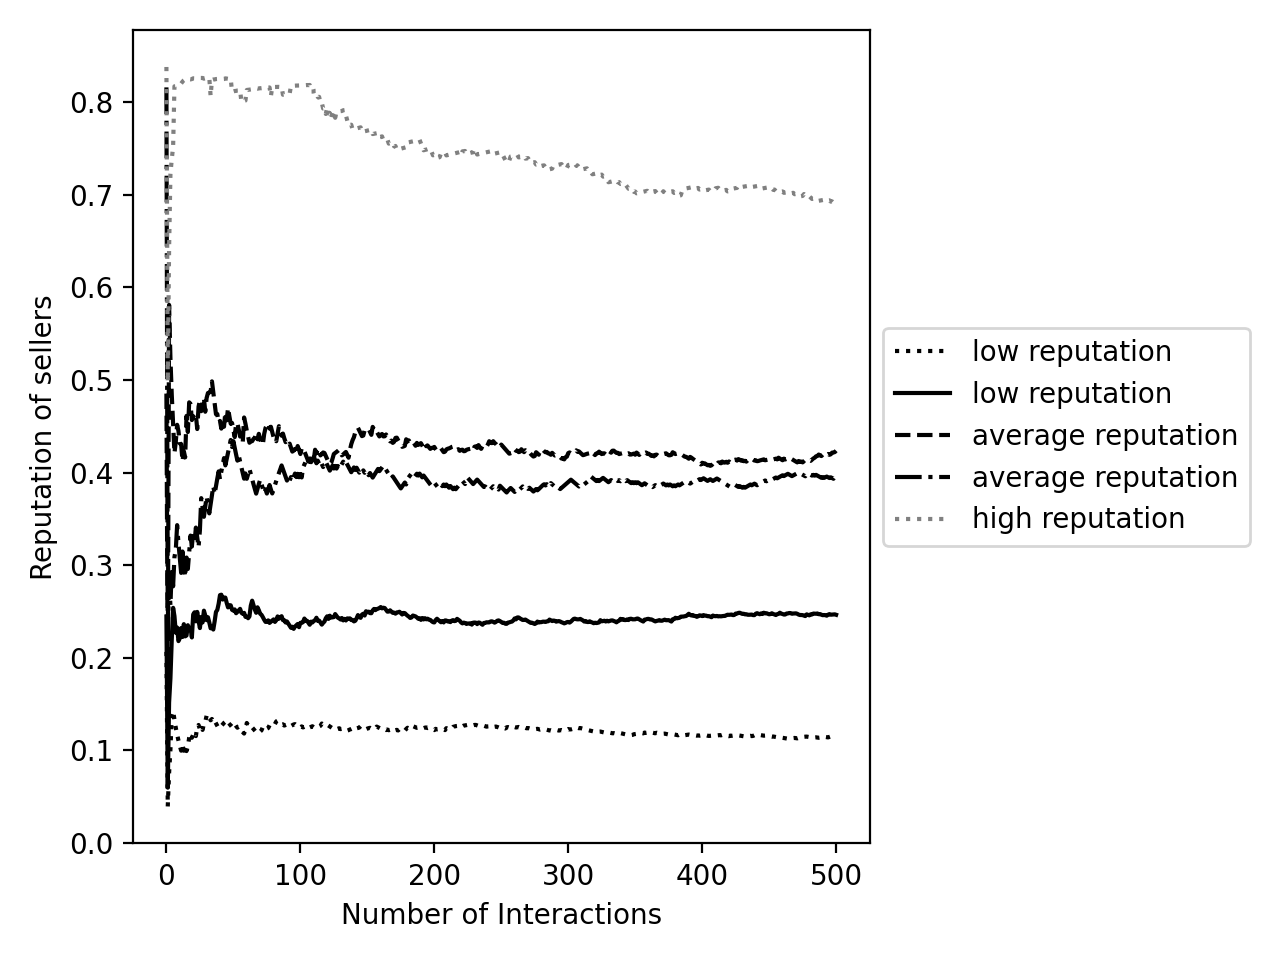 Reputation of sellers
0.8
0.7
0.6
0.5
0.4
0.3
0.2
0.1
0.0
0 100 200 300 400 500
Number of Interactions
low reputation
low reputation
average reputation
average reputation
high reputation